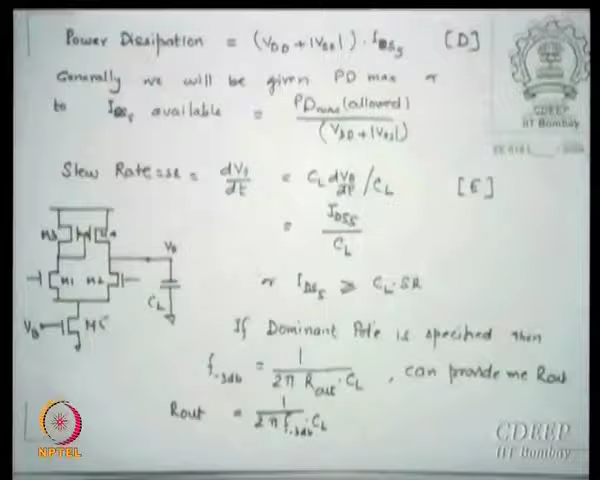 Power Dissipation = (VDD + |VSS|) · IDS5 [D]
Generally we will be given PD max or
to IDS5 available = PDmax (allowed) / (VDD + |VSS|)
Slew Rate = SR = dV0/dt = CL dV0/dt / CL [E]
= IDS5 / CL
or IDS5 ≥ CL · SR
M3 4
V0
M1 M2
CL
VB M5
If Dominant Pole is specified then
f-3db = 1 / 2π Rout · CL , can provide me Rout
Rout = 1 / 2π f-3db · CL
CDEEP
IIT Bombay
NPTEL
CDEEP
IIT Bombay